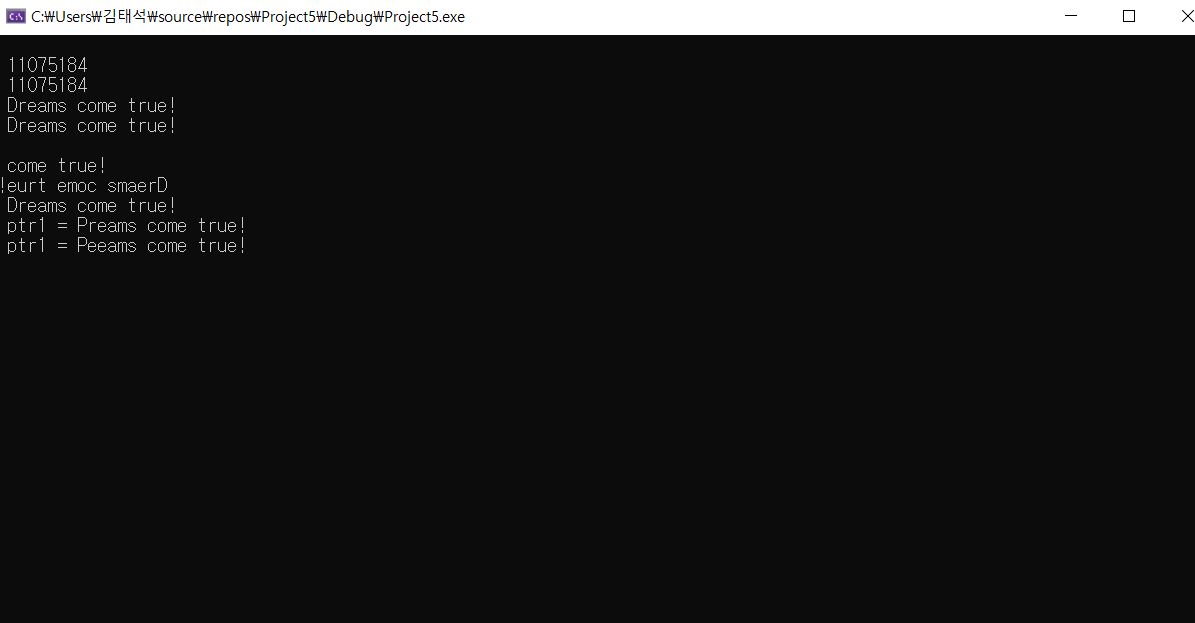 C:\Users\김태석\source\repos\Project5\Debug\Project5.exe
11075184
11075184
Dreams come true!
Dreams come true!
come true!
!eurt emoc smaerD
Dreams come true!
ptr1 = Preams come true!
ptr1 = Peeams come true!